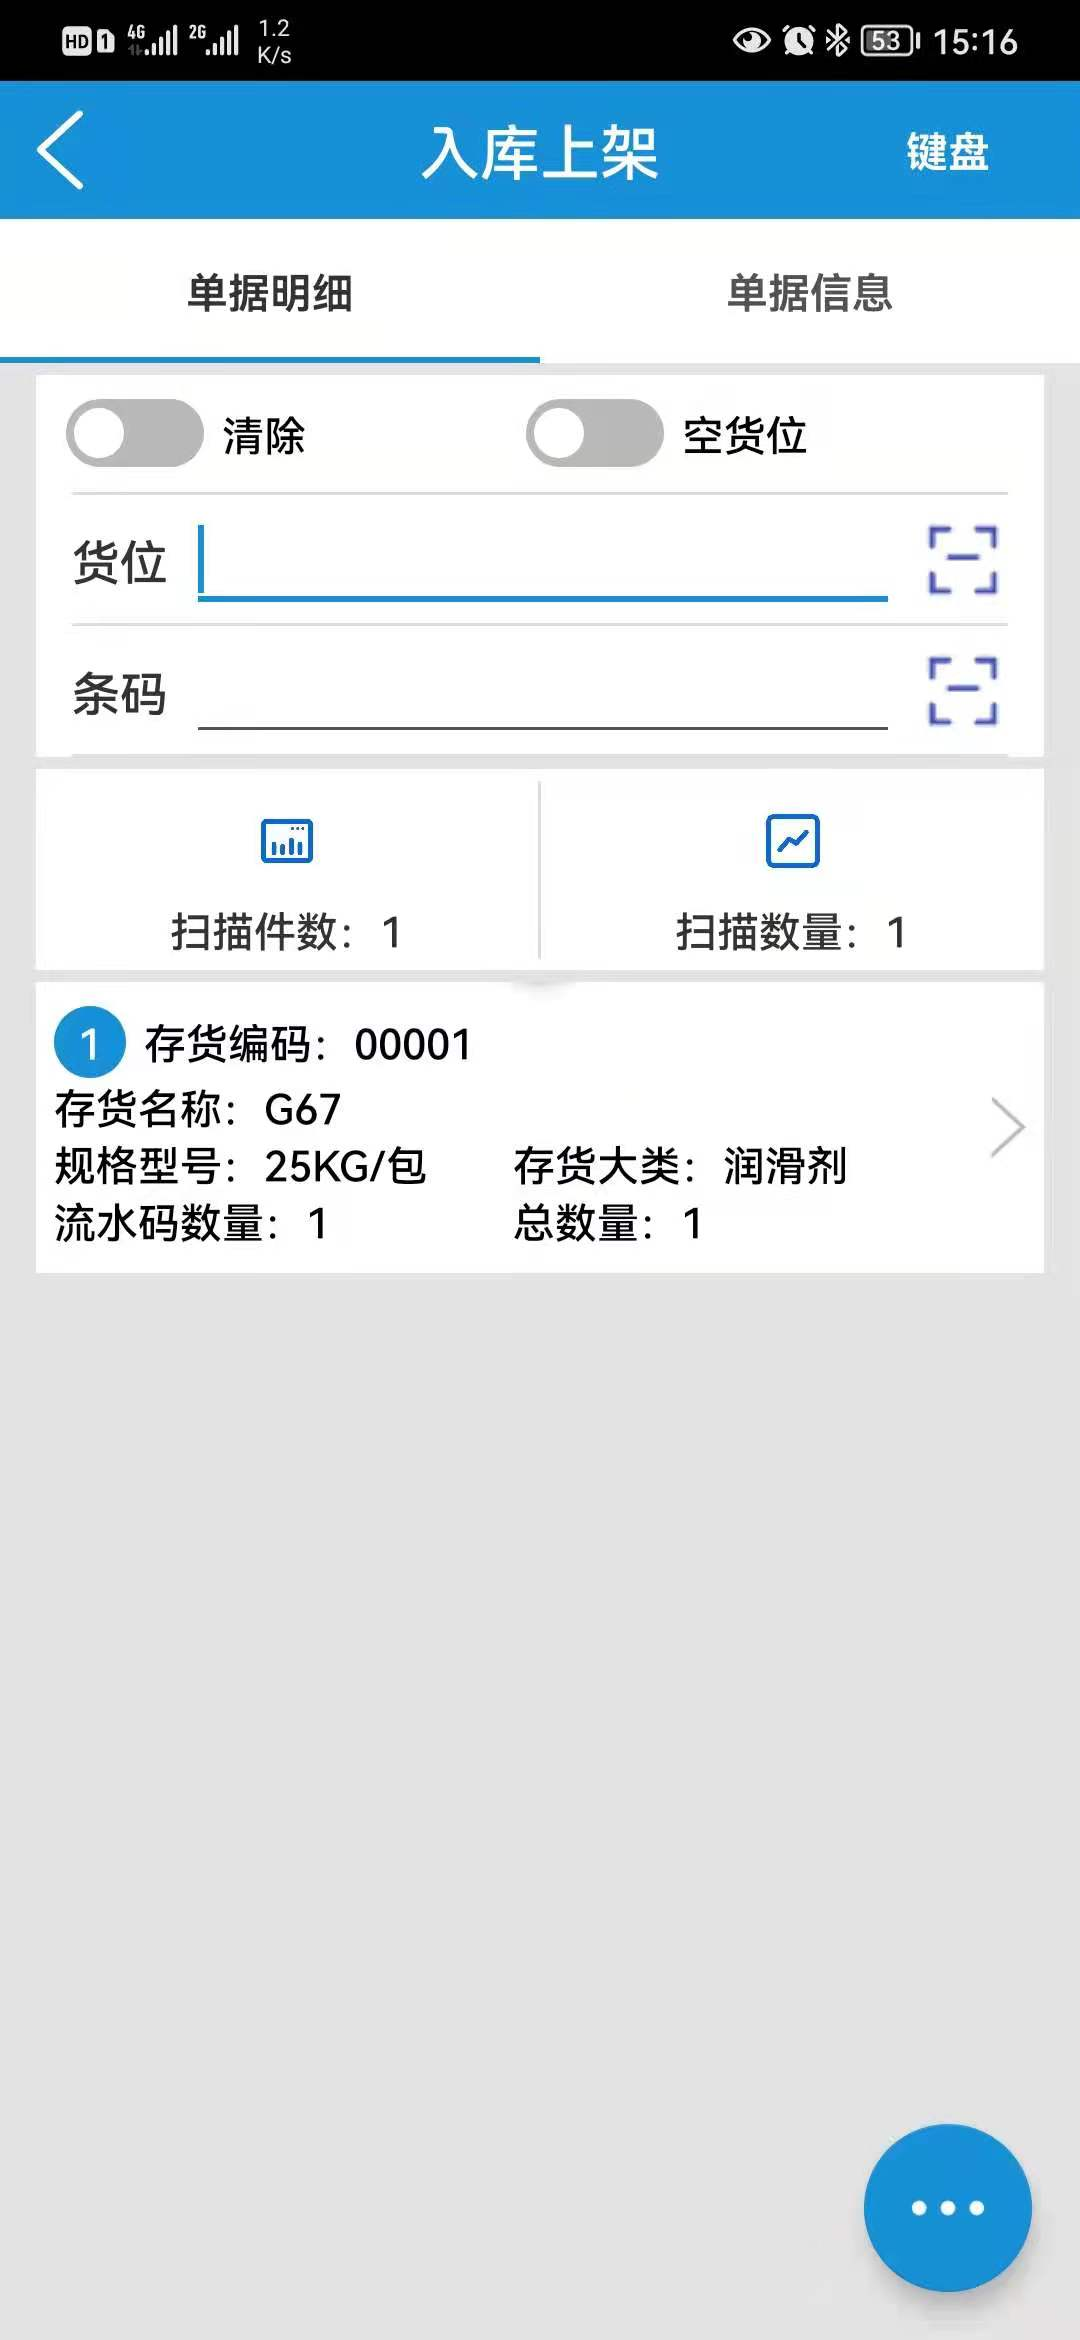 HD 1 4G 2G 1.2 K/s 53 15:16
入库上架 键盘
单据明细 单据信息
清除 空货位
货位
条码
扫描件数：1 扫描数量：1
1 存货编码：00001
存货名称：G67
规格型号：25KG/包 存货大类：润滑剂
流水码数量：1 总数量：1